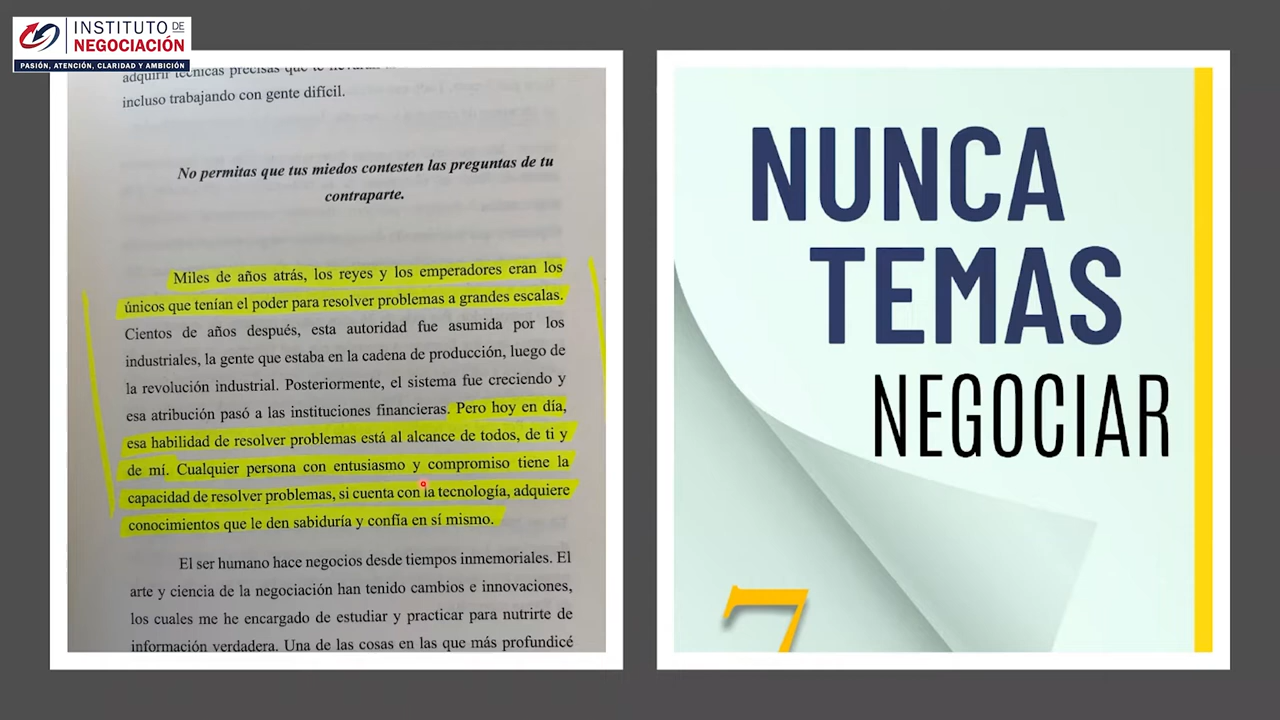 INSTITUTO DE
NEGOCIACIÓN
PASIÓN, ATENCIÓN, CLARIDAD Y AMBICIÓN
adquirir técnicas precisas que te
incluso trabajando con gente difícil.
No permitas que tus miedos contesten las preguntas de tu
contraparte.
Miles de años atrás, los reyes y los emperadores eran los
únicos que tenían el poder para resolver problemas a grandes escalas.
Cientos de años después, esta autoridad fue asumida por los
industriales, la gente que estaba en la cadena de producción, luego de
la revolución industrial. Posteriormente, el sistema fue creciendo y
esa atribución pasó a las instituciones financieras. Pero hoy en día,
esa habilidad de resolver problemas está al alcance de todos, de ti y
de mí. Cualquier persona con entusiasmo y compromiso tiene la
capacidad de resolver problemas, si cuenta con la tecnología, adquiere
conocimientos que le den sabiduría y confía en sí mismo.
El ser humano hace negocios desde tiempos inmemoriales. El
arte y ciencia de la negociación han tenido cambios e innovaciones,
los cuales me he encargado de estudiar y practicar para nutrirte de
información verdadera. Una de las cosas en las que más profundicé
NUNCA
TEMAS
NEGOCIAR
7